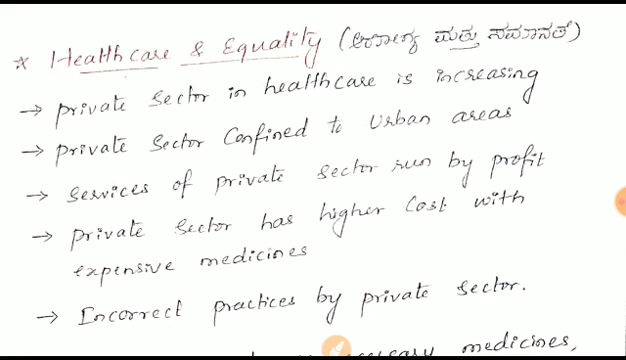 * Healthcare & Equality (ಆರೋಗ್ಯ ಮತ್ತು ಸಮಾನತೆ)
→ private sector in healthcare is increasing
→ private sector confined to urban areas
→ services of private sector run by profit
→ private sector has higher cost with
expensive medicines
→ Incorrect practices by private sector.
medicines,